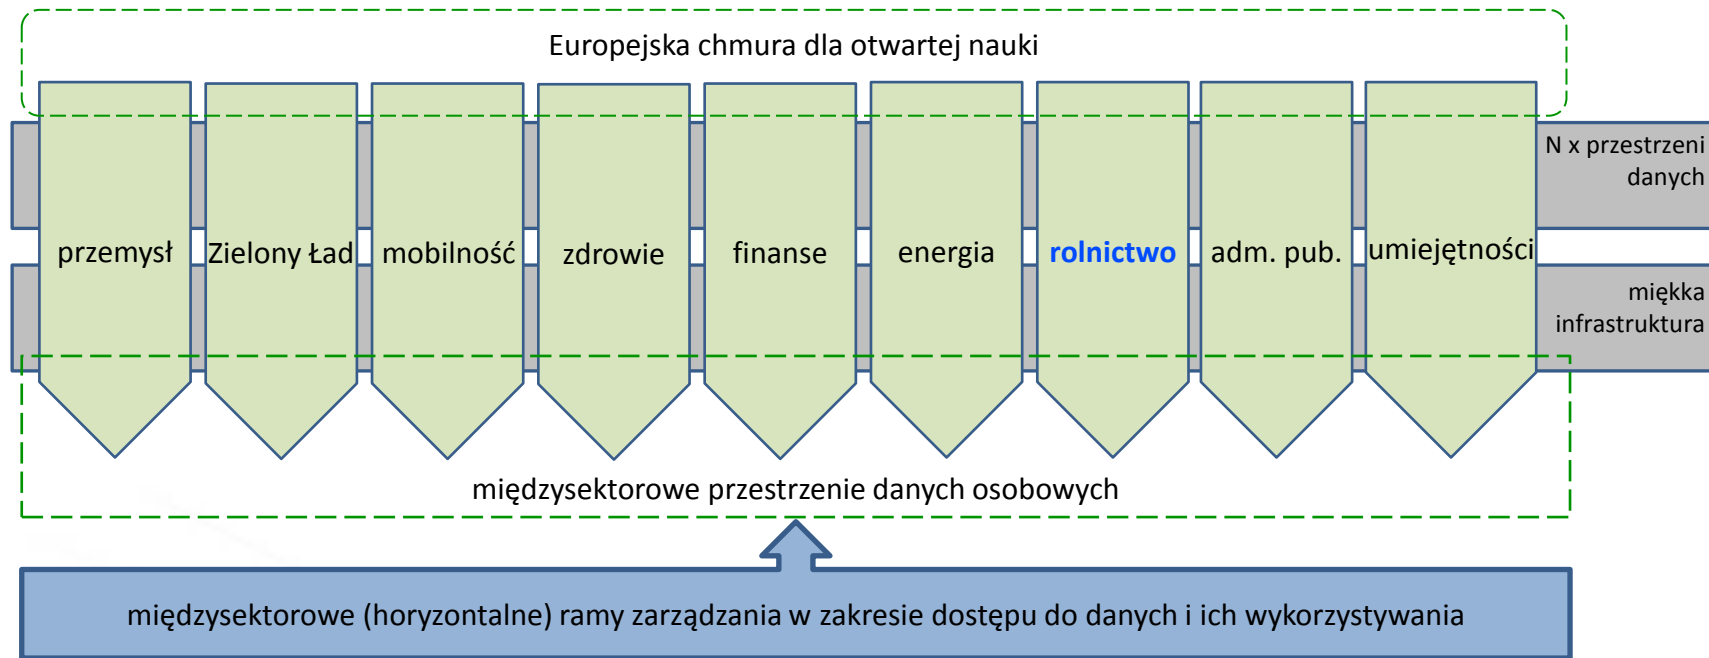 Europejska chmura dla otwartej nauki
N x przestrzeni
danych
przemysł
Zielony Ład
mobilność
zdrowie
finanse
energia
rolnictwo
adm. pub.
umiejętności
miękka
infrastruktura
międzysektorowe przestrzenie danych osobowych
międzysektorowe (horyzontalne) ramy zarządzania w zakresie dostępu do danych i ich wykorzystywania